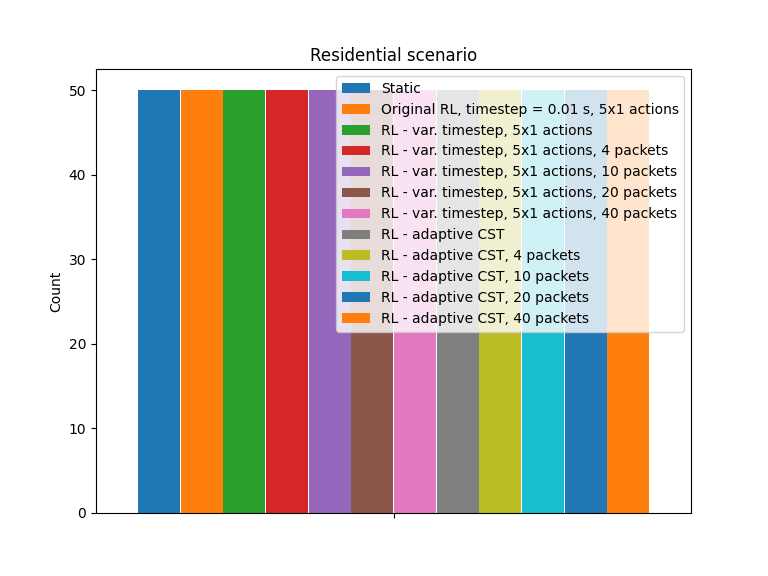 Residential scenario
Count
50
40
30
20
10
0
Static
Original RL, timestep = 0.01 s, 5x1 actions
RL - var. timestep, 5x1 actions
RL - var. timestep, 5x1 actions, 4 packets
RL - var. timestep, 5x1 actions, 10 packets
RL - var. timestep, 5x1 actions, 20 packets
RL - var. timestep, 5x1 actions, 40 packets
RL - adaptive CST
RL - adaptive CST, 4 packets
RL - adaptive CST, 10 packets
RL - adaptive CST, 20 packets
RL - adaptive CST, 40 packets